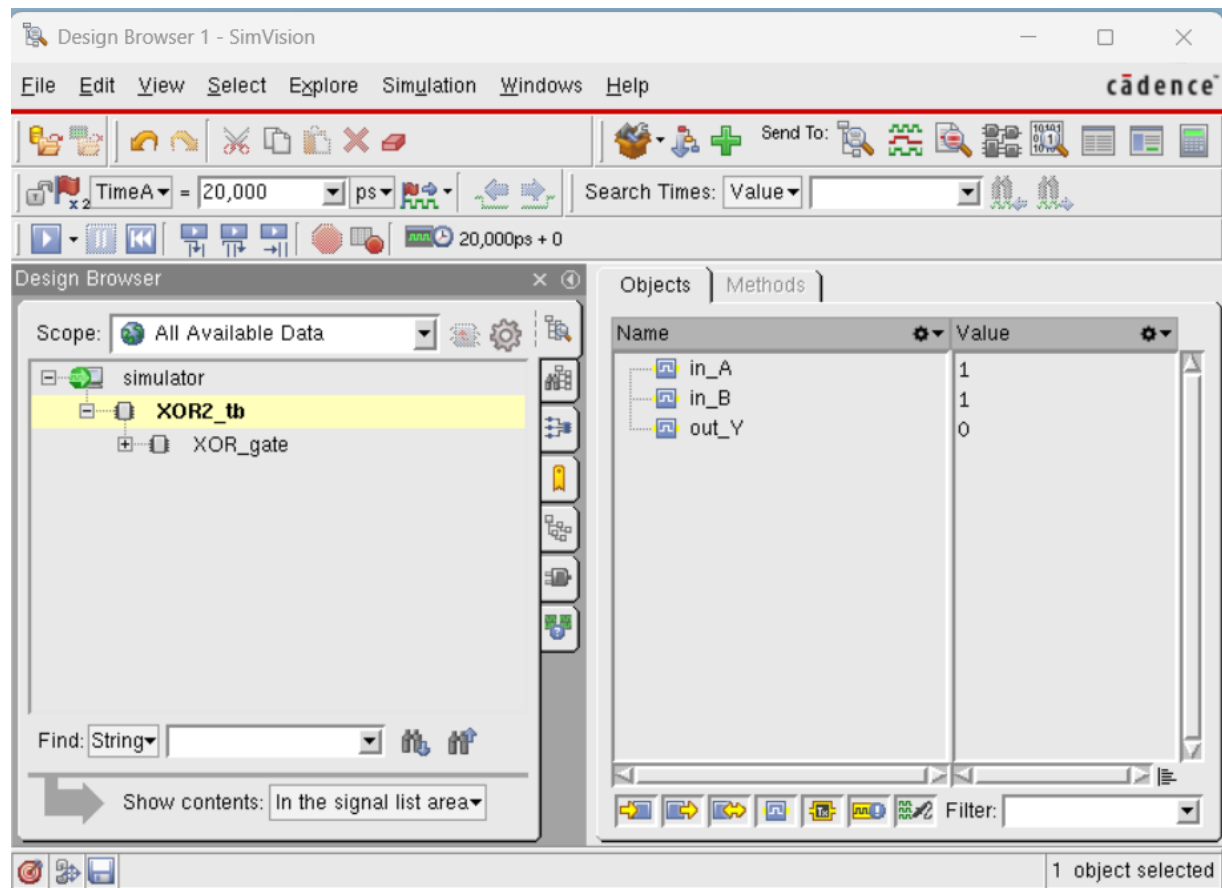 Design Browser 1 - SimVision
File Edit View Select Explore Simulation Windows Help
cādence
Send To:
x 2 TimeA = 20,000 ps
Search Times: Value
20,000ps + 0
Design Browser
Objects Methods
Scope: All Available Data
Name Value
simulator
XOR2_tb
XOR_gate
in_A 1
in_B 1
out_Y 0
Find: String
Show contents: In the signal list area
Filter:
1 object selected